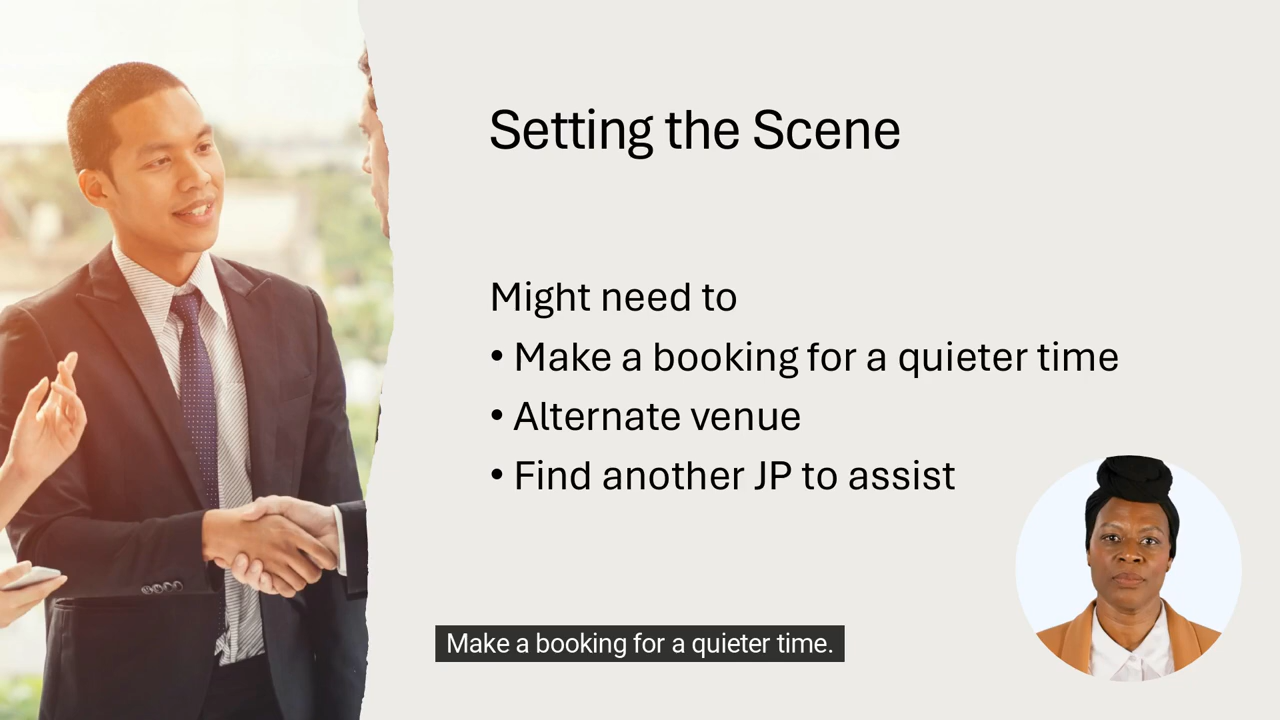 Setting the Scene
Might need to
• Make a booking for a quieter time
• Alternate venue
• Find another JP to assist
Make a booking for a quieter time.